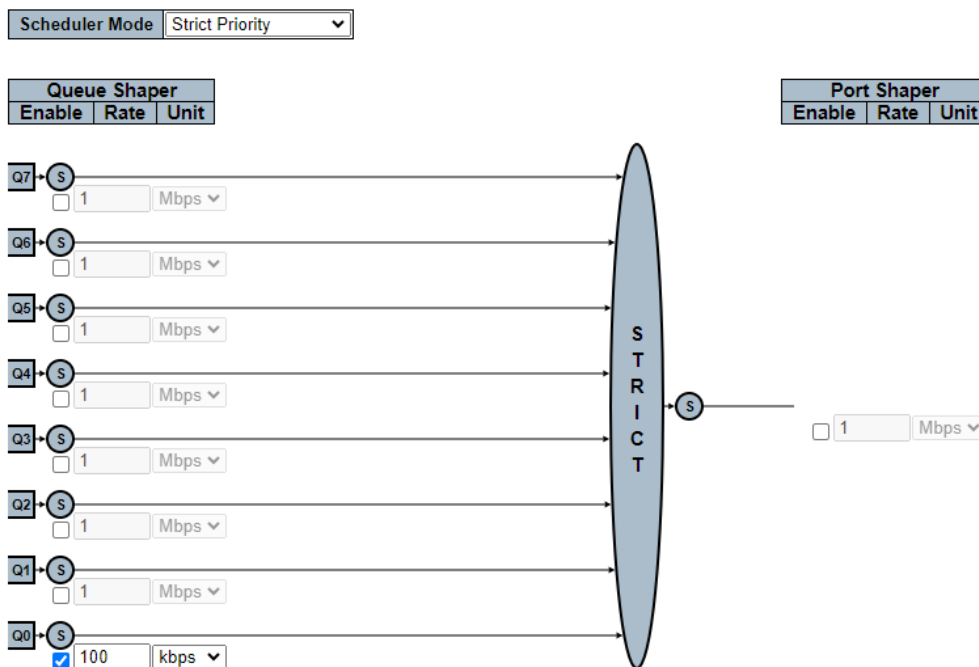 Scheduler Mode Strict Priority
Queue Shaper
Enable Rate Unit
Port Shaper
Enable Rate Unit
Q7 S
1 Mbps
Q6 S
1 Mbps
Q5 S
1 Mbps
Q4 S
1 Mbps
Q3 S
1 Mbps
Q2 S
1 Mbps
Q1 S
1 Mbps
Q0 S
100 kbps
S
T
R
I
C
T
S
1 Mbps